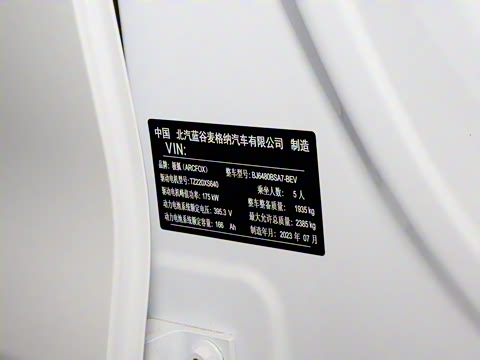 中国 北汽蓝谷麦格纳汽车有限公司 制造
VIN:
品牌: 极狐 (ARCFOX) 整车型号: BJ6480BSA7-BEV
驱动电机型号: TZ220XS640 乘坐人数: 5 人
驱动电机峰值功率: 175 kW 整车整备质量: 1935 kg
动力电池系统额定电压: 395.3 V 最大允许总质量: 2385 kg
动力电池系统额定容量: 166 Ah 制造年月: 2023 年 07 月